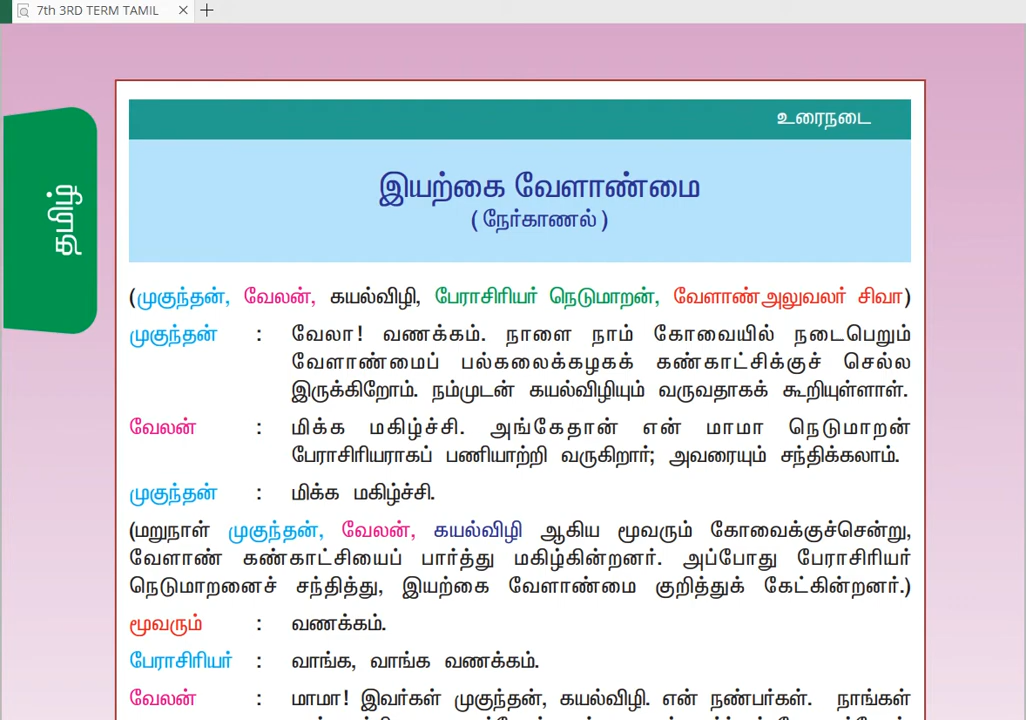 7th 3RD TERM TAMIL
உரைநடை
தமிழ்
இயற்கை வேளாண்மை
( நேர்காணல் )
(முகுந்தன், வேலன், கயல்விழி, பேராசிரியர் நெடுமாறன், வேளாண்அலுவலர் சிவா)
முகுந்தன் : வேலா! வணக்கம். நாளை நாம் கோவையில் நடைபெறும்
வேளாண்மைப் பல்கலைக்கழகக் கண்காட்சிக்குச் செல்ல
இருக்கிறோம். நம்முடன் கயல்விழியும் வருவதாகக் கூறியுள்ளாள்.
வேலன் : மிக்க மகிழ்ச்சி. அங்கேதான் என் மாமா நெடுமாறன்
பேராசிரியராகப் பணியாற்றி வருகிறார்; அவரையும் சந்திக்கலாம்.
முகுந்தன் : மிக்க மகிழ்ச்சி.
(மறுநாள் முகுந்தன், வேலன், கயல்விழி ஆகிய மூவரும் கோவைக்குச்சென்று,
வேளாண் கண்காட்சியைப் பார்த்து மகிழ்கின்றனர். அப்போது பேராசிரியர்
நெடுமாறனைச் சந்தித்து, இயற்கை வேளாண்மை குறித்துக் கேட்கின்றனர்.)
மூவரும் : வணக்கம்.
பேராசிரியர் : வாங்க, வாங்க வணக்கம்.
வேலன் : மாமா! இவர்கள் முகுந்தன், கயல்விழி. என் நண்பர்கள். நாங்கள்